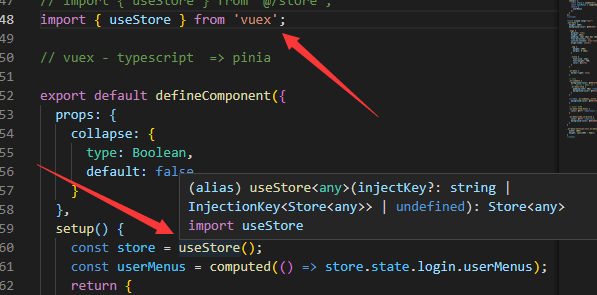 47 // import { useStore } from '@/store';
48 import { useStore } from 'vuex';
50 // vuex - typescript => pinia
52 export default defineComponent({
53 props: {
54 collapse: {
55 type: Boolean,
56 default: false
57 }
58 },
59 setup() {
60 const store = useStore();
61 const userMenus = computed(() => store.state.login.userMenus);
62 return {
(alias) useStore<any>(injectKey?: string |
InjectionKey<Store<any>> | undefined): Store<any>
import useStore